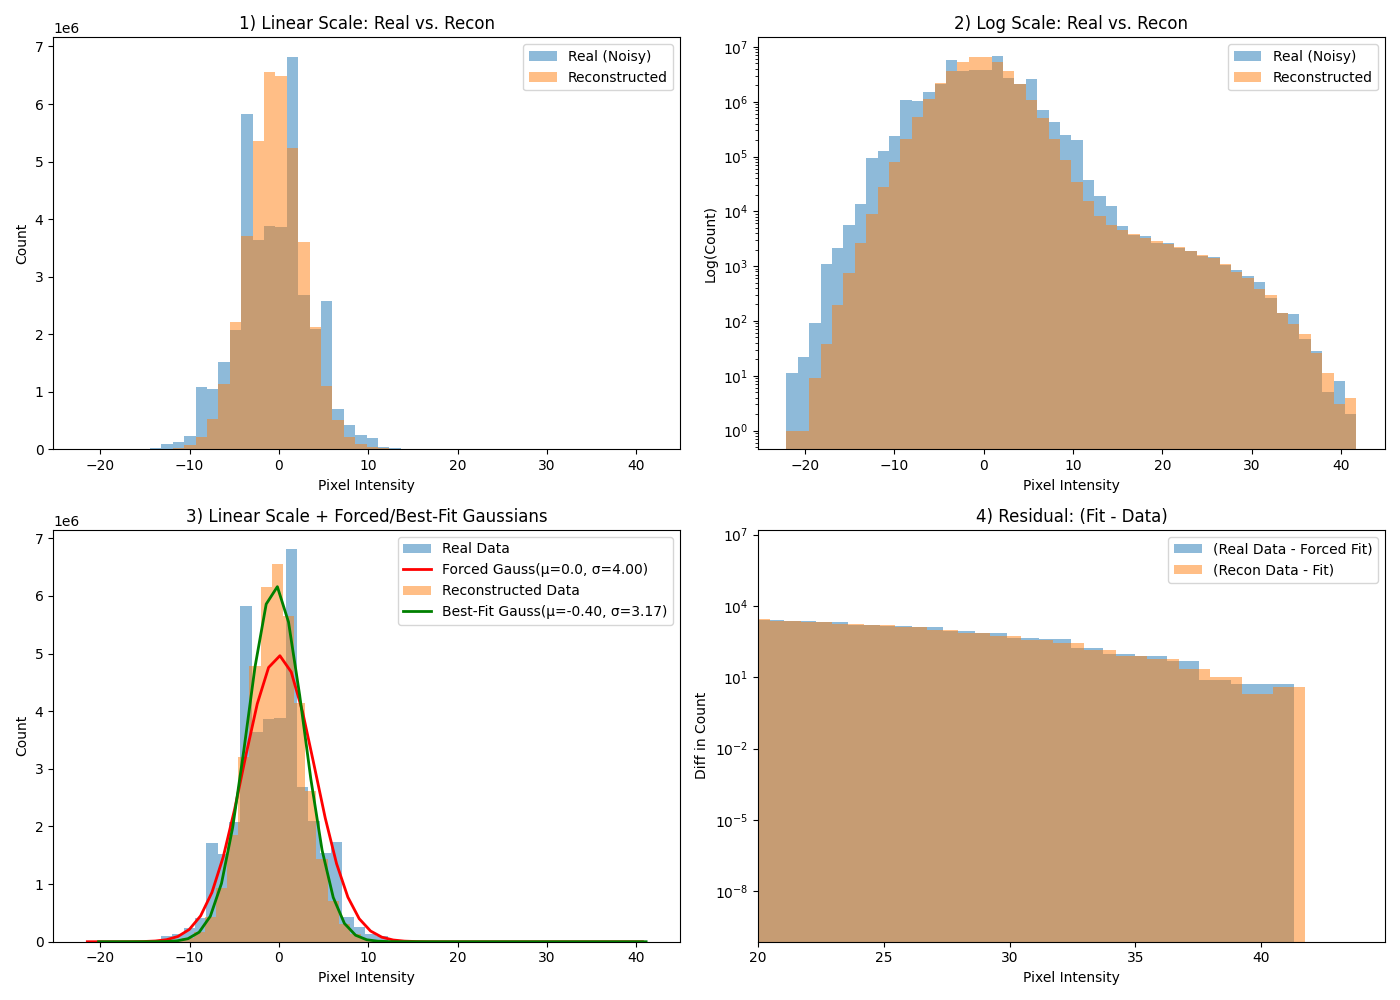 1) Linear Scale: Real vs. Recon
1e6
Real (Noisy)
Reconstructed
Count
7
6
5
4
3
2
1
0
−20
−10
0
10
20
30
40
Pixel Intensity
2) Log Scale: Real vs. Recon
Real (Noisy)
Reconstructed
Log(Count)
10⁷
10⁶
10⁵
10⁴
10³
10²
10¹
10⁰
−20
−10
0
10
20
30
40
Pixel Intensity
3) Linear Scale + Forced/Best-Fit Gaussians
1e6
Real Data
Forced Gauss(μ=0.0, σ=4.00)
Reconstructed Data
Best-Fit Gauss(μ=-0.40, σ=3.17)
Count
7
6
5
4
3
2
1
0
−20
−10
0
10
20
30
40
Pixel Intensity
4) Residual: (Fit - Data)
(Real Data - Forced Fit)
(Recon Data - Fit)
Diff in Count
10⁷
10⁴
10¹
10⁻²
10⁻⁵
10⁻⁸
20
25
30
35
40
Pixel Intensity